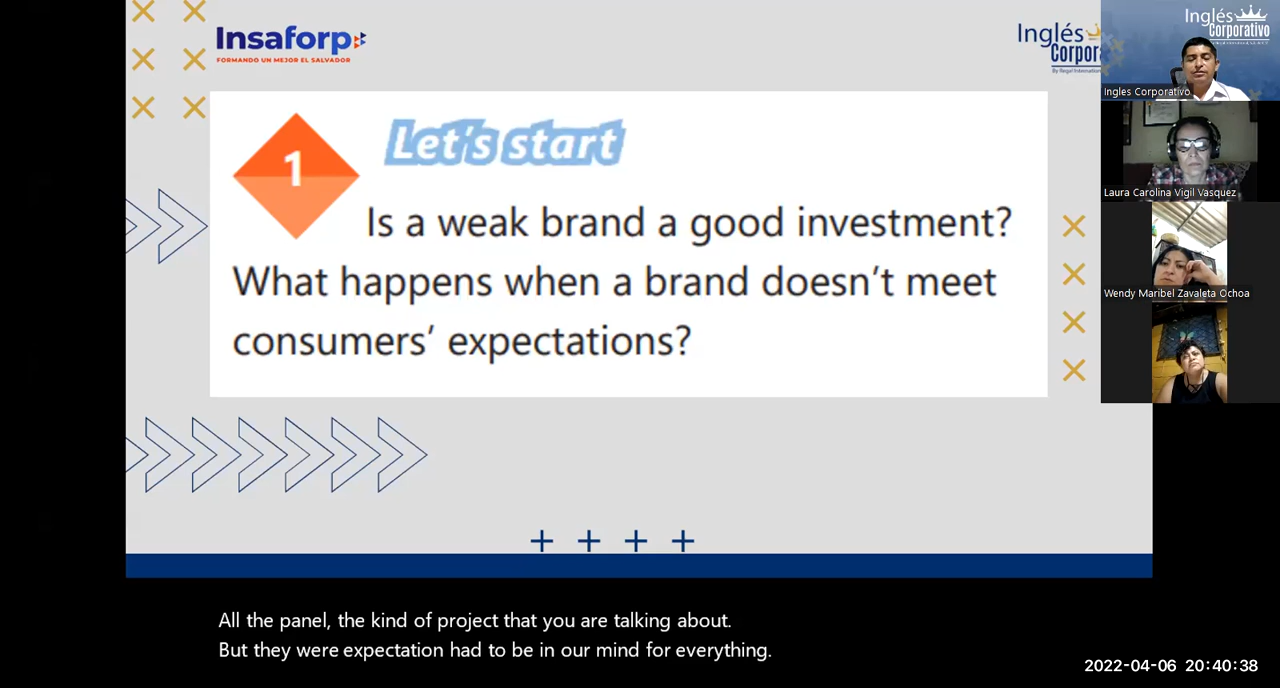 Insaforp
FORMANDO UN MEJOR EL SALVADOR
Inglés
Corpor
By Regal Internation
Inglés
Corporativo
Ingles Corporativo
1
Let's start
Is a weak brand a good investment?
What happens when a brand doesn't meet
consumers' expectations?
Laura Carolina Vigil Vasquez
Wendy Maribel Zavaleta Ochoa
All the panel, the kind of project that you are talking about.
But they were expectation had to be in our mind for everything.
2022-04-06 20:40:38